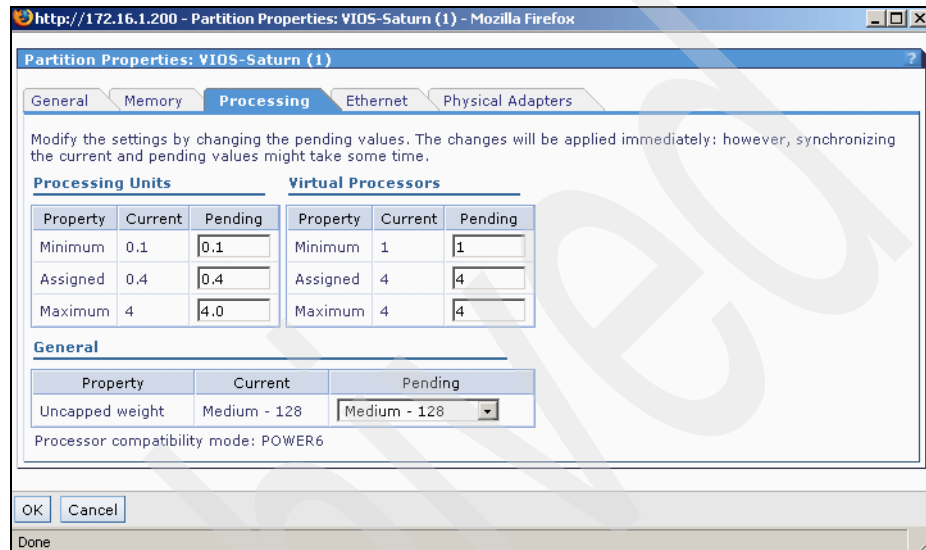 http://172.16.1.200 - Partition Properties: VIOS-Saturn (1) - Mozilla Firefox
Partition Properties: VIOS-Saturn (1)
?
General Memory Processing Ethernet Physical Adapters
Modify the settings by changing the pending values. The changes will be applied immediately: however, synchronizing
the current and pending values might take some time.
Processing Units Virtual Processors
Property Current Pending Property Current Pending
Minimum 0.1 0.1 Minimum 1 1
Assigned 0.4 0.4 Assigned 4 4
Maximum 4 4.0 Maximum 4 4
General
Property Current Pending
Uncapped weight Medium - 128 Medium - 128
Processor compatibility mode: POWER6
OK Cancel
Done